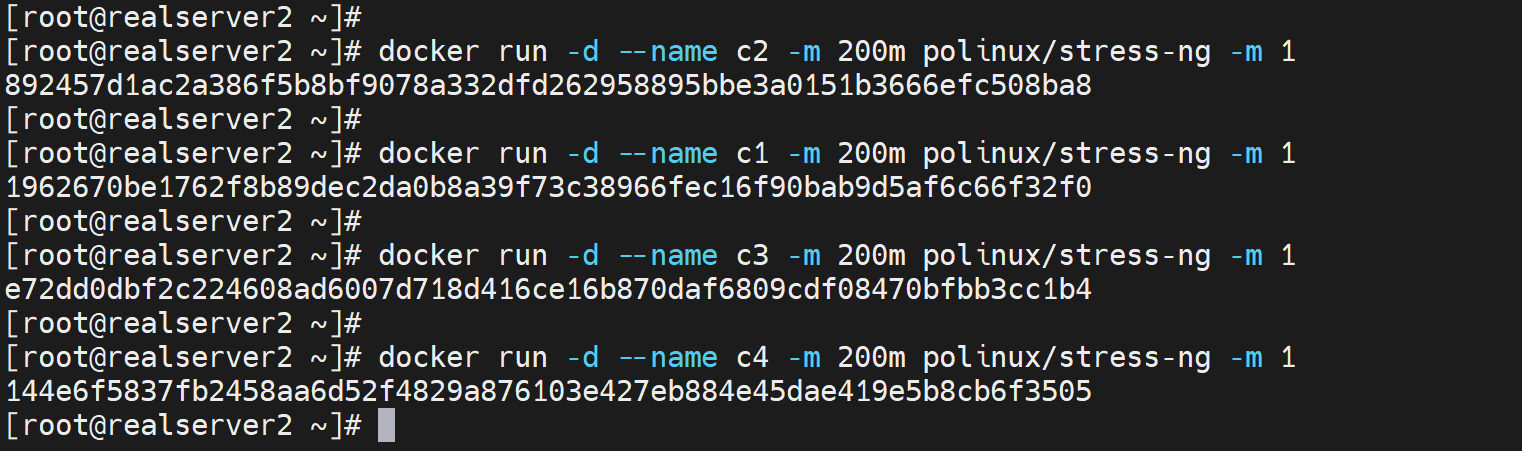 [root@realserver2 ~]#
[root@realserver2 ~]# docker run -d --name c2 -m 200m polinux/stress-ng -m 1
892457d1ac2a386f5b8bf9078a332dfd262958895bbe3a0151b3666efc508ba8
[root@realserver2 ~]#
[root@realserver2 ~]# docker run -d --name c1 -m 200m polinux/stress-ng -m 1
1962670be1762f8b89dec2da0b8a39f73c38966fec16f90bab9d5af6c66f32f0
[root@realserver2 ~]#
[root@realserver2 ~]# docker run -d --name c3 -m 200m polinux/stress-ng -m 1
e72dd0dbf2c224608ad6007d718d416ce16b870daf6809cdf08470bfbb3cc1b4
[root@realserver2 ~]#
[root@realserver2 ~]# docker run -d --name c4 -m 200m polinux/stress-ng -m 1
144e6f5837fb2458aa6d52f4829a876103e427eb884e45dae419e5b8cb6f3505
[root@realserver2 ~]#